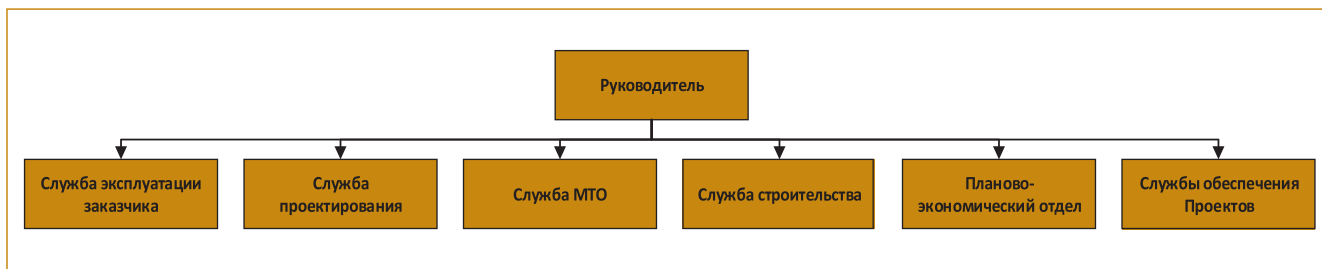 Руководитель
Служба эксплуатации
заказчика
Служба
проектирования
Служба МТО
Служба строительства
Планово-
экономический отдел
Службы обеспечения
Проектов